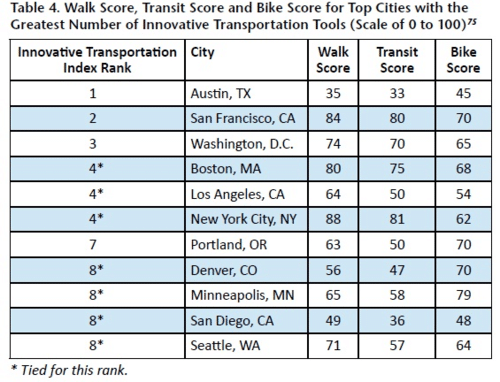 Table 4. Walk Score, Transit Score and Bike Score for Top Cities with the
Greatest Number of Innovative Transportation Tools (Scale of 0 to 100)75
Innovative Transportation Index Rank City Walk Score Transit Score Bike Score
1 Austin, TX 35 33 45
2 San Francisco, CA 84 80 70
3 Washington, D.C. 74 70 65
4* Boston, MA 80 75 68
4* Los Angeles, CA 64 50 54
4* New York City, NY 88 81 62
7 Portland, OR 63 50 70
8* Denver, CO 56 47 70
8* Minneapolis, MN 65 58 79
8* San Diego, CA 49 36 48
8* Seattle, WA 71 57 64
* Tied for this rank.